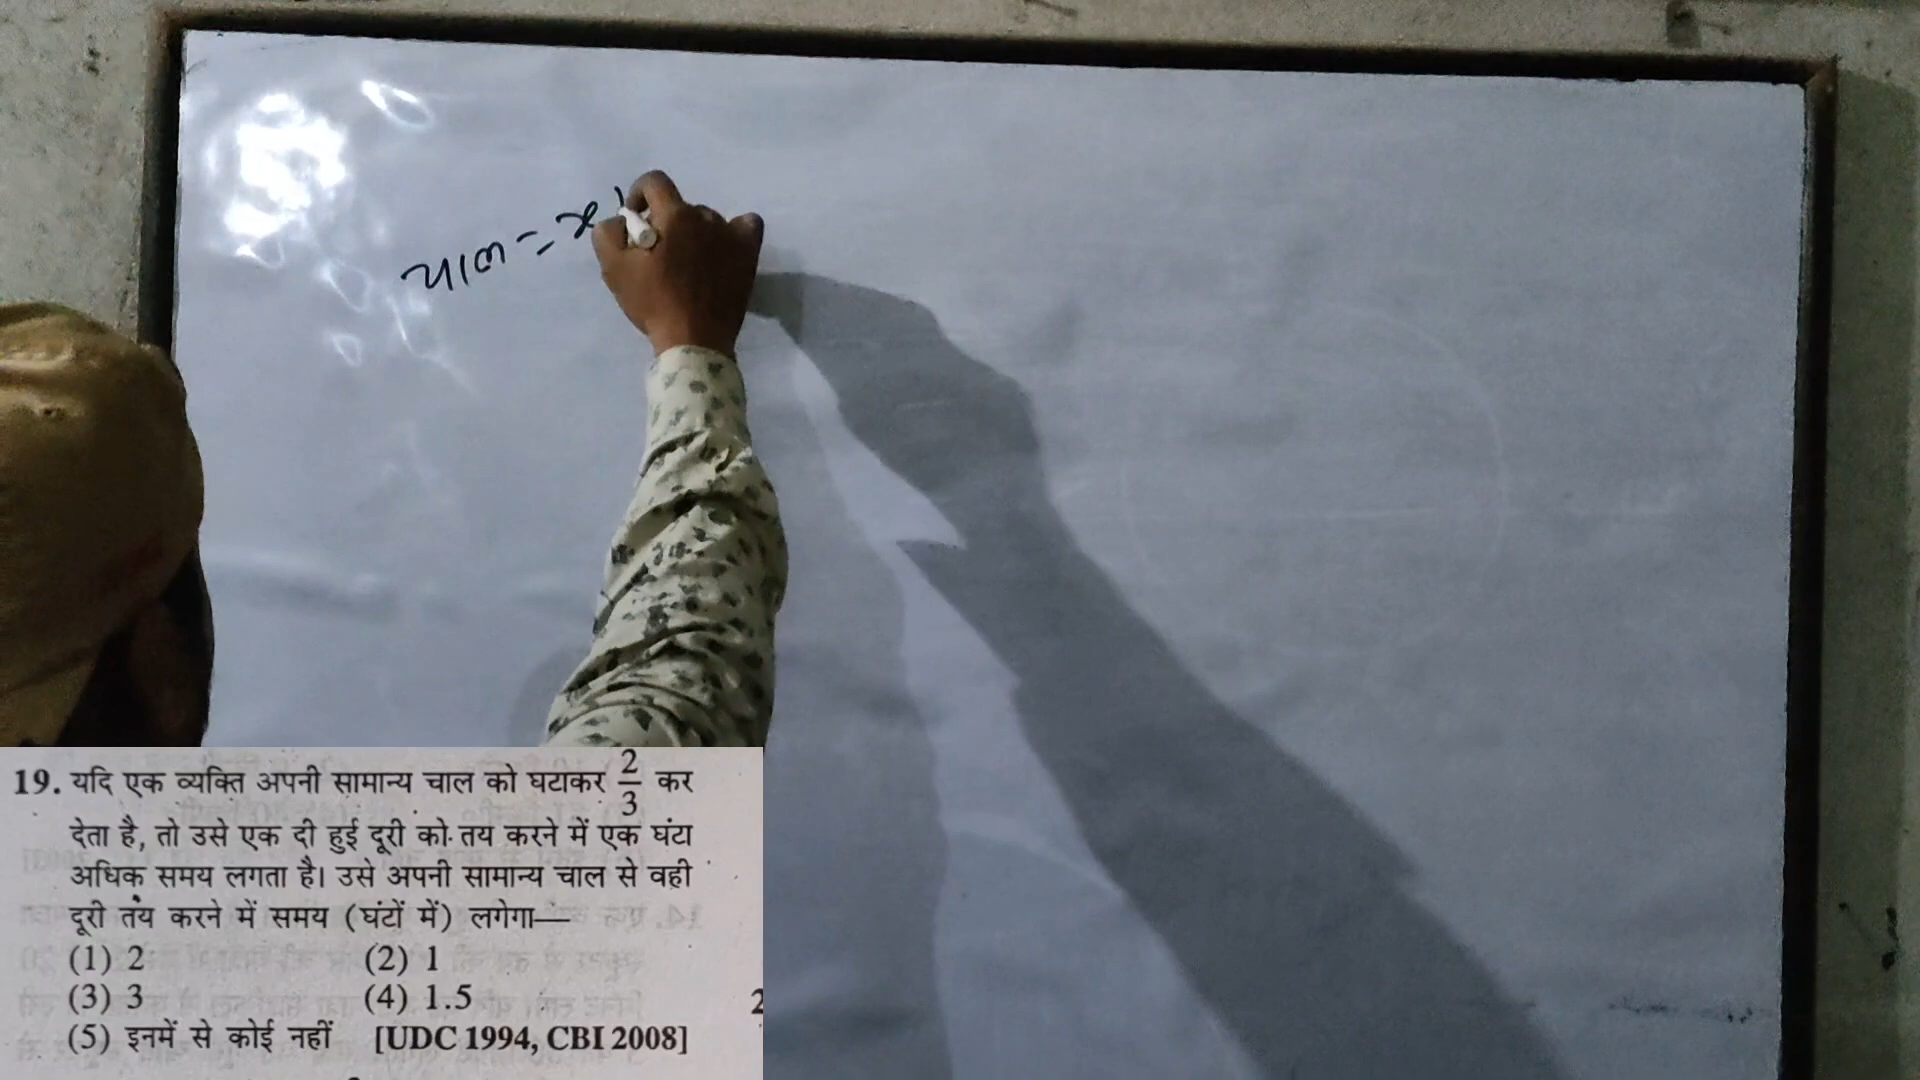 चाल = x
19. यदि एक व्यक्ति अपनी सामान्य चाल को घटाकर 2/3 कर
देता है, तो उसे एक दी हुई दूरी को तय करने में एक घंटा
अधिक समय लगता है। उसे अपनी सामान्य चाल से वही
दूरी तय करने में समय (घंटों में) लगेगा—
(1) 2 (2) 1
(3) 3 (4) 1.5
(5) इनमें से कोई नहीं [UDC 1994, CBI 2008]